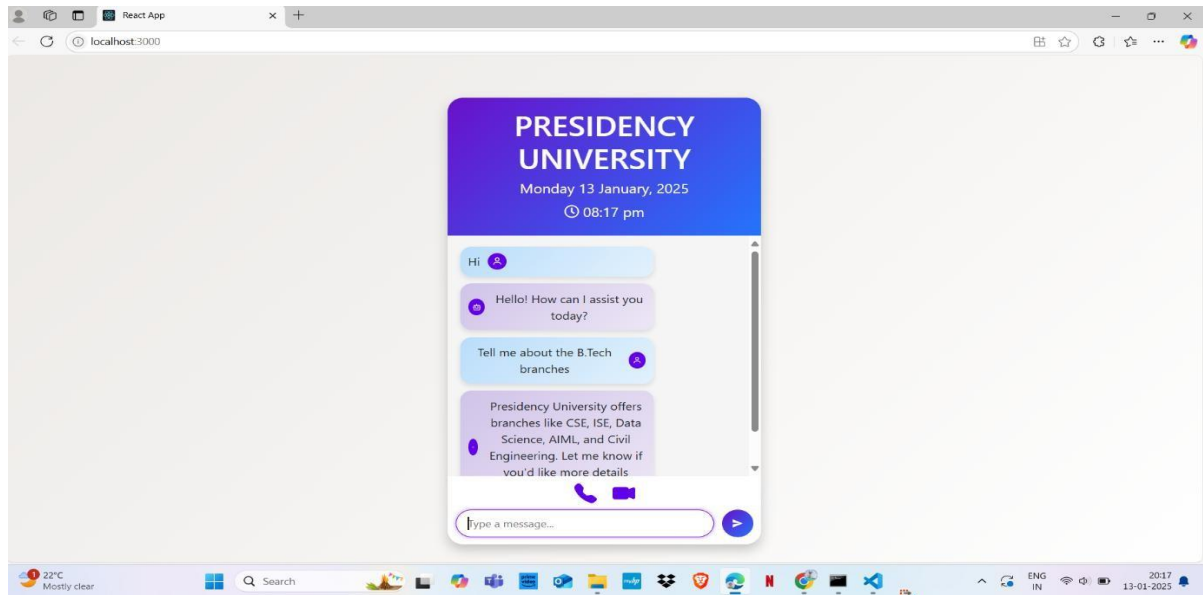 React App
localhost:3000
PRESIDENCY
UNIVERSITY
Monday 13 January, 2025
08:17 pm
Hi
Hello! How can I assist you
today?
Tell me about the B.Tech
branches
Presidency University offers
branches like CSE, ISE, Data
Science, AIML, and Civil
Engineering. Let me know if
you'd like more details
Type a message...
1
22°C
Mostly clear
Search
N
ENG
IN
20:17
13-01-2025